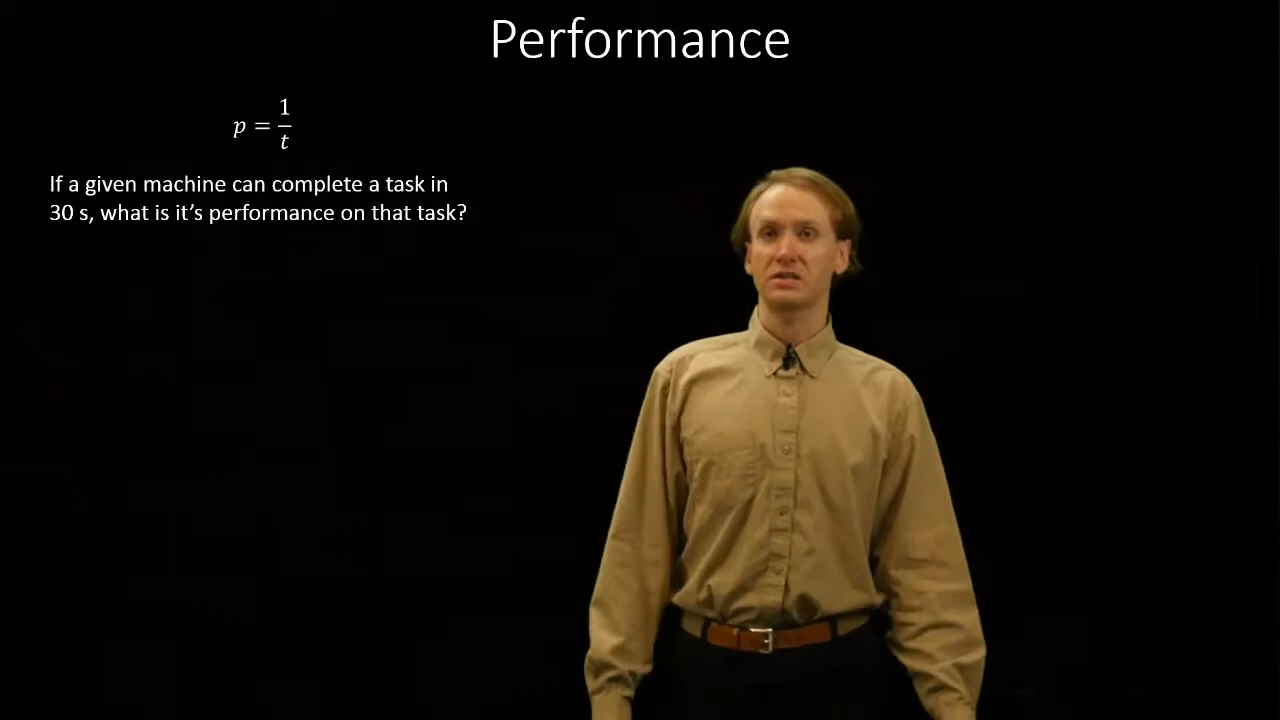 Performance
p = 1/t
If a given machine can complete a task in
30 s, what is it’s performance on that task?